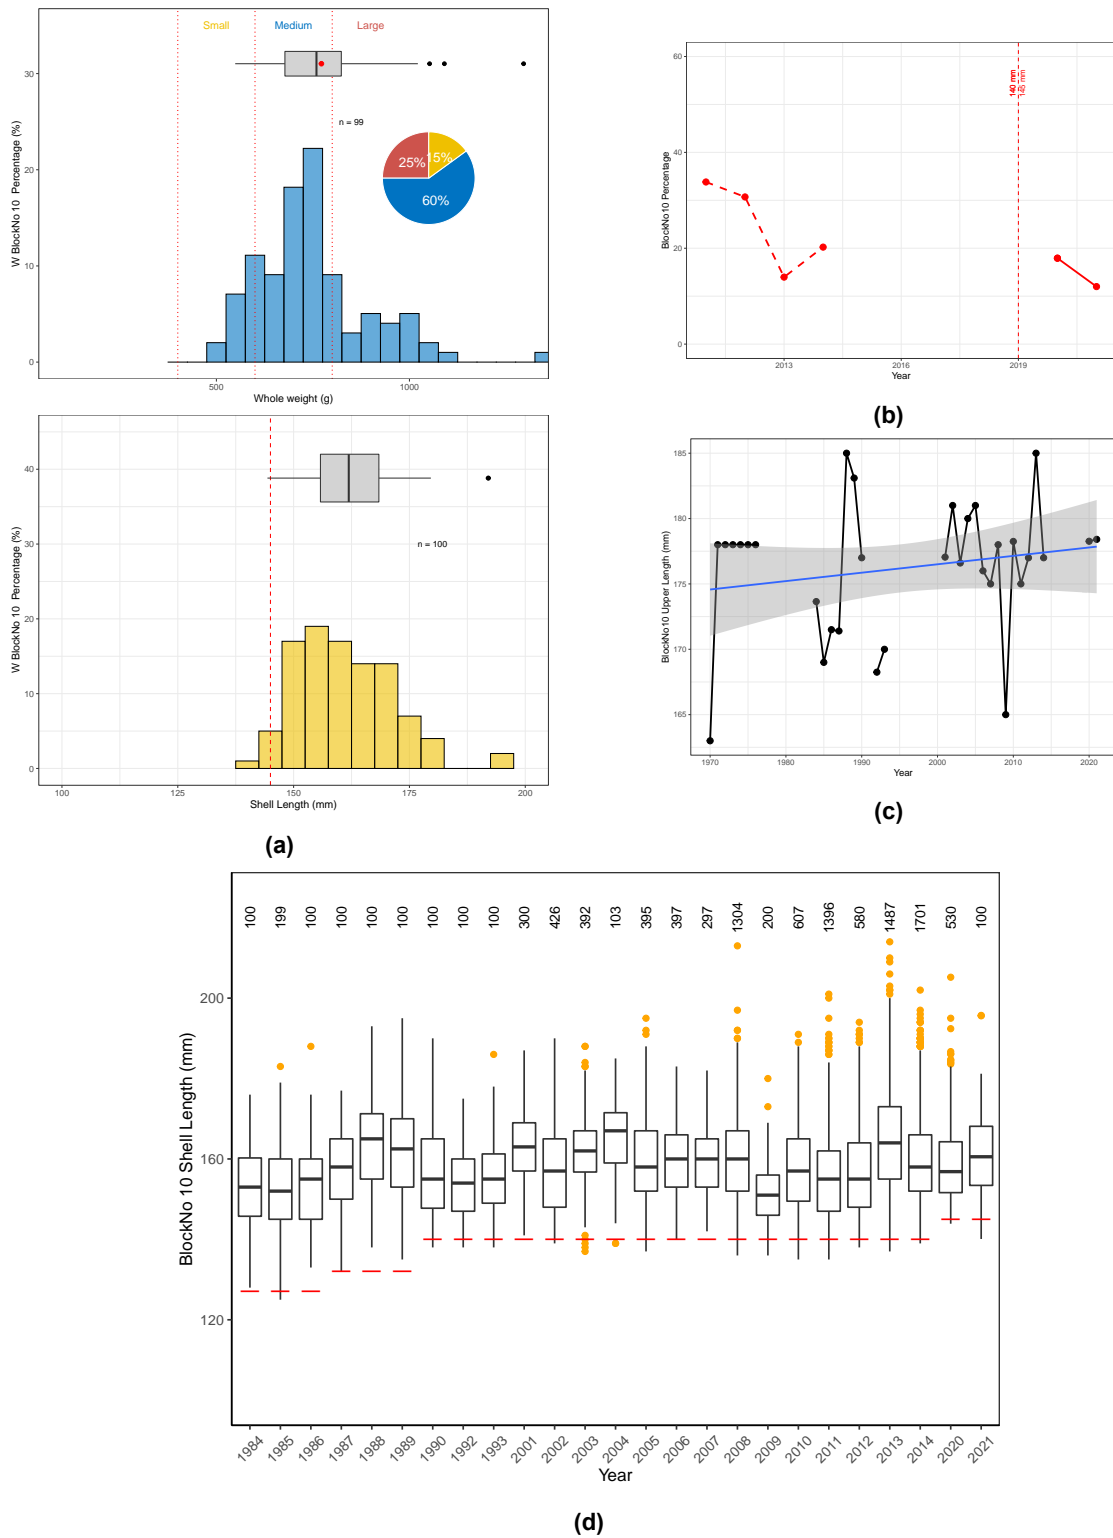 Small Medium Large
n = 99
25% 15%
60%
W BlockNo 10 Percentage (%)
30
20
10
0
500 1000
Whole weight (g)
W BlockNo 10 Percentage (%)
40
30
20
10
0
n = 100
100 125 150 175 200
Shell Length (mm)
(a)
BlockNo10 Percentage
60
40
20
0
140 mm
145 mm
2013 2016 2019
Year
(b)
BlockNo10 Upper Length (mm)
185
180
175
170
165
1970 1980 1990 2000 2010 2020
Year
(c)
BlockNo 10 Shell Length (mm)
100 199 100 100 100 100 100 100 100 300 426 392 103 395 397 297 1304 200 607 1396 580 1487 1701 530 100
200
160
120
1984 1985 1986 1987 1988 1989 1990 1992 1993 2001 2002 2003 2004 2005 2006 2007 2008 2009 2010 2011 2012 2013 2014 2020 2021
Year
(d)